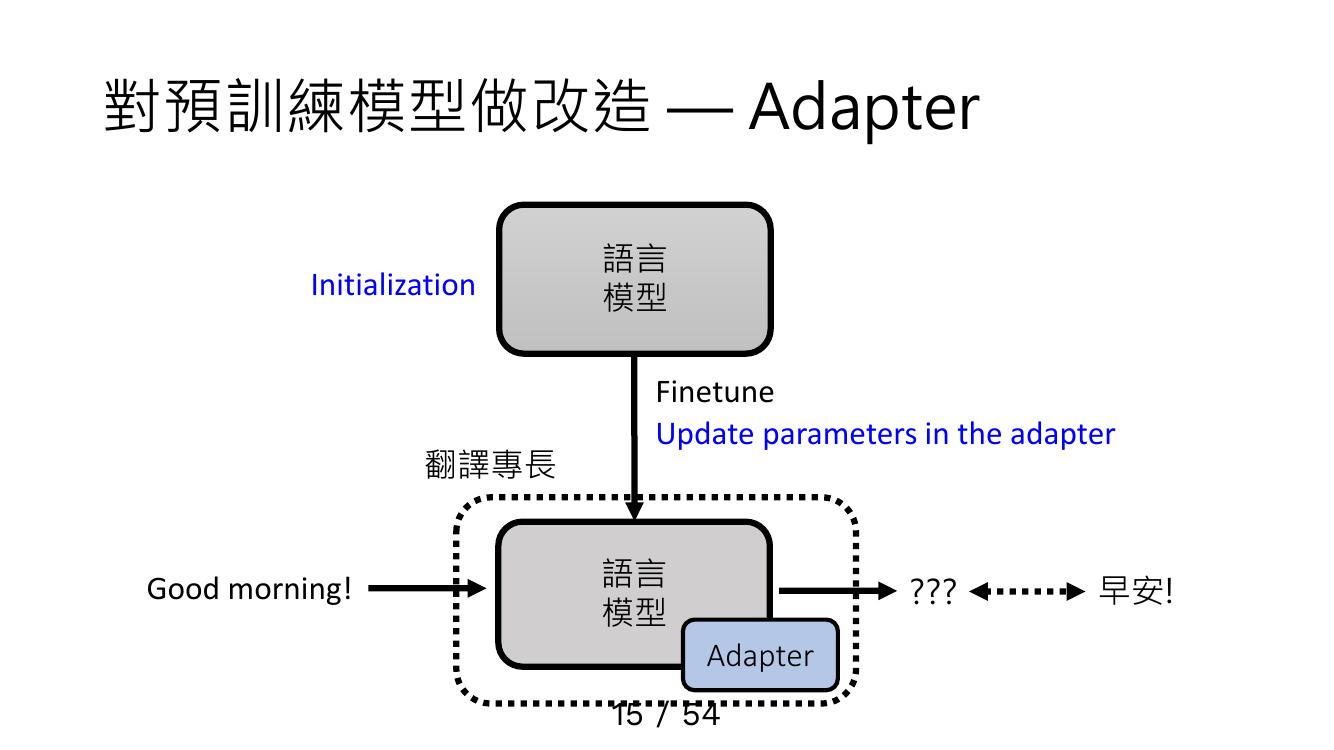 對預訓練模型做改造 — Adapter
語言
模型
Initialization
Finetune
Update parameters in the adapter
翻譯專長
Good morning!
語言
模型
Adapter
???
早安!
15 / 54